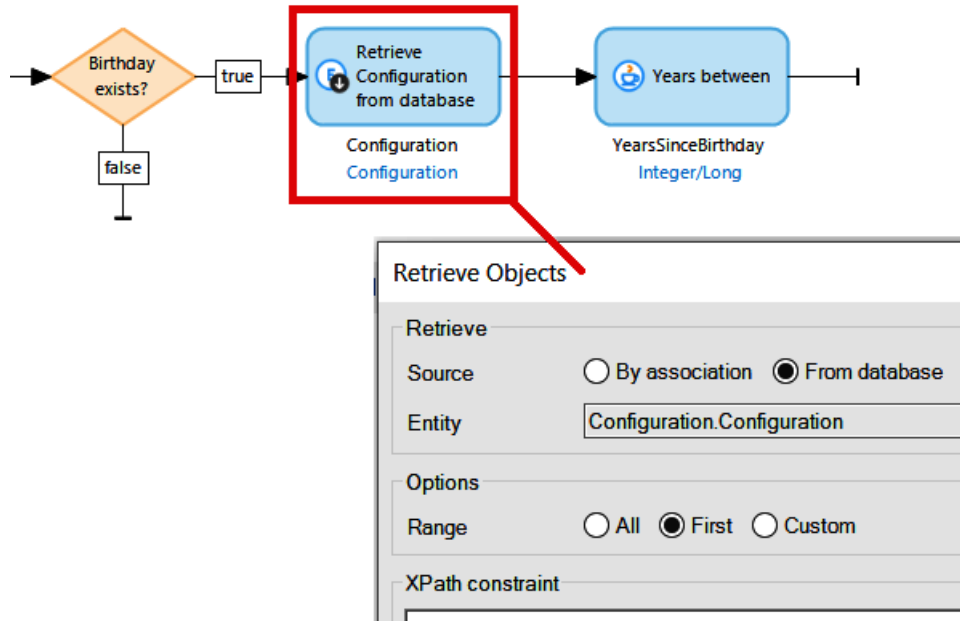 Birthday
exists?
true
false
Retrieve
Configuration
from database
Configuration
Configuration
Years between
YearsSinceBirthday
Integer/Long
Retrieve Objects
Retrieve
Source By association From database
Entity Configuration.Configuration
Options
Range All First Custom
XPath constraint